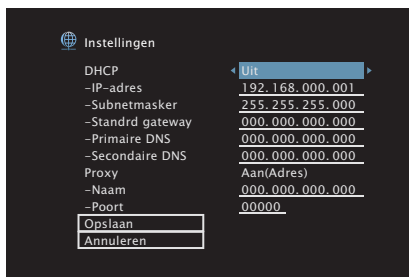 Instellingen
DHCP Uit
–IP–adres 192.168.000.001
–Subnetmasker 255.255.255.000
–Standrd gateway 000.000.000.000
–Primaire DNS 000.000.000.000
–Secondaire DNS 000.000.000.000
Proxy Aan(Adres)
–Naam 000.000.000.000
–Poort 00000
Opslaan
Annuleren